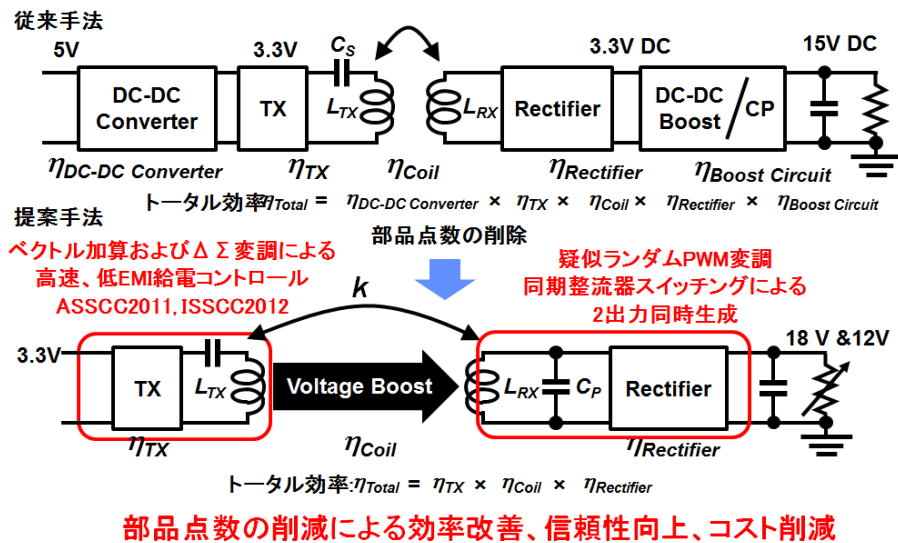 従来手法
5V
3.3V
CS
3.3V DC
15V DC
DC-DC
Converter
TX
LTX
LRX
Rectifier
DC-DC
Boost
/
CP
ηDC-DC Converter
ηTX
ηCoil
ηRectifier
ηBoost Circuit
トータル効率ηTotal = ηDC-DC Converter × ηTX × ηCoil × ηRectifier × ηBoost Circuit
提案手法
部品点数の削除
ベクトル加算およびΔΣ変調による
高速、低EMI給電コントロール
ASSCC2011,ISSCC2012
k
疑似ランダムPWM変調
同期整流器スイッチングによる
2出力同時生成
3.3V
18 V &12V
TX
LTX
Voltage Boost
LRX
CP
Rectifier
ηTX
ηCoil
ηRectifier
トータル効率:ηTotal = ηTX × ηCoil × ηRectifier
部品点数の削減による効率改善、信頼性向上、コスト削減